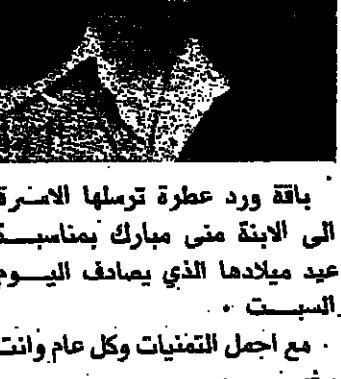 باقة ورد عطرة ترسلها الاسرة
الى الابنة منى مبارك بمناسبة
عيد ميلادها الذي يصادف اليوم
السبت .
مع اجمل التمنيات وكل عام وانت